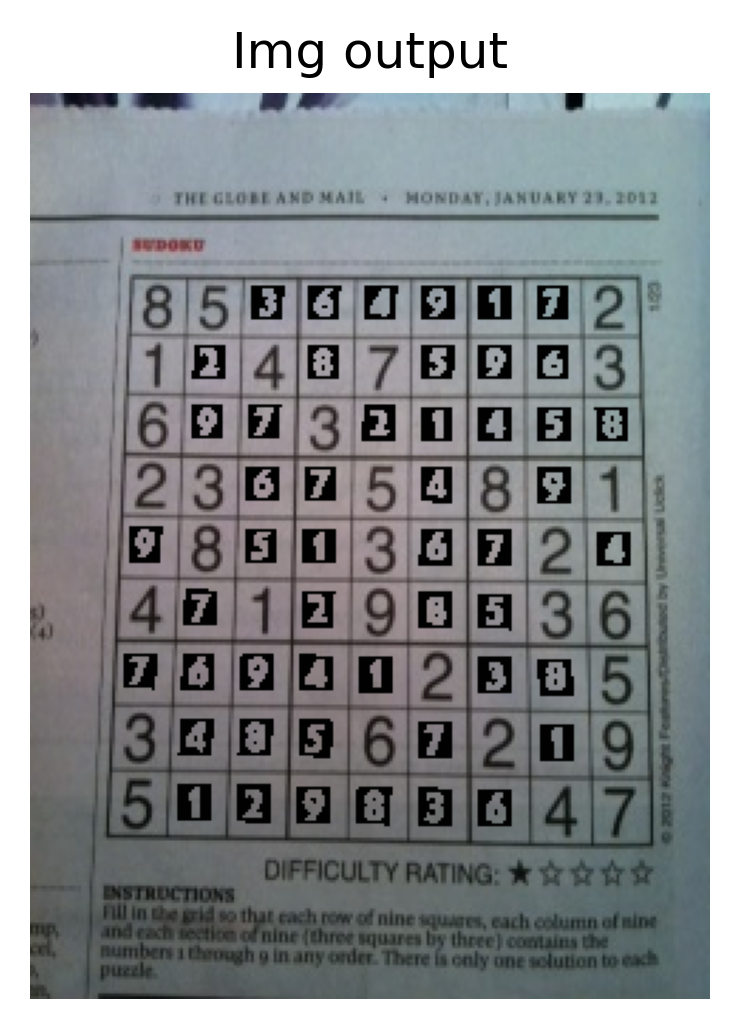 Img output
THE GLOBE AND MAIL • MONDAY, JANUARY 23, 2012
SUDOKU
1/23
8 5 3 6 4 9 1 7 2
1 2 4 8 7 5 9 6 3
6 9 7 3 2 1 4 5 8
2 3 6 7 5 4 8 9 1
9 8 5 1 3 6 7 2 4
4 7 1 2 9 8 5 3 6
7 6 9 4 1 2 3 8 5
3 4 8 5 6 7 2 1 9
5 1 2 9 8 3 6 4 7
© 2012 Knight Features/Distributed by Universal Uclick
DIFFICULTY RATING: ★☆☆☆☆
INSTRUCTIONS
Fill in the grid so that each row of nine squares, each column of nine
and each section of nine (three squares by three) contains the
numbers 1 through 9 in any order. There is only one solution to each
puzzle.
s)
(4)
mp,
cel,